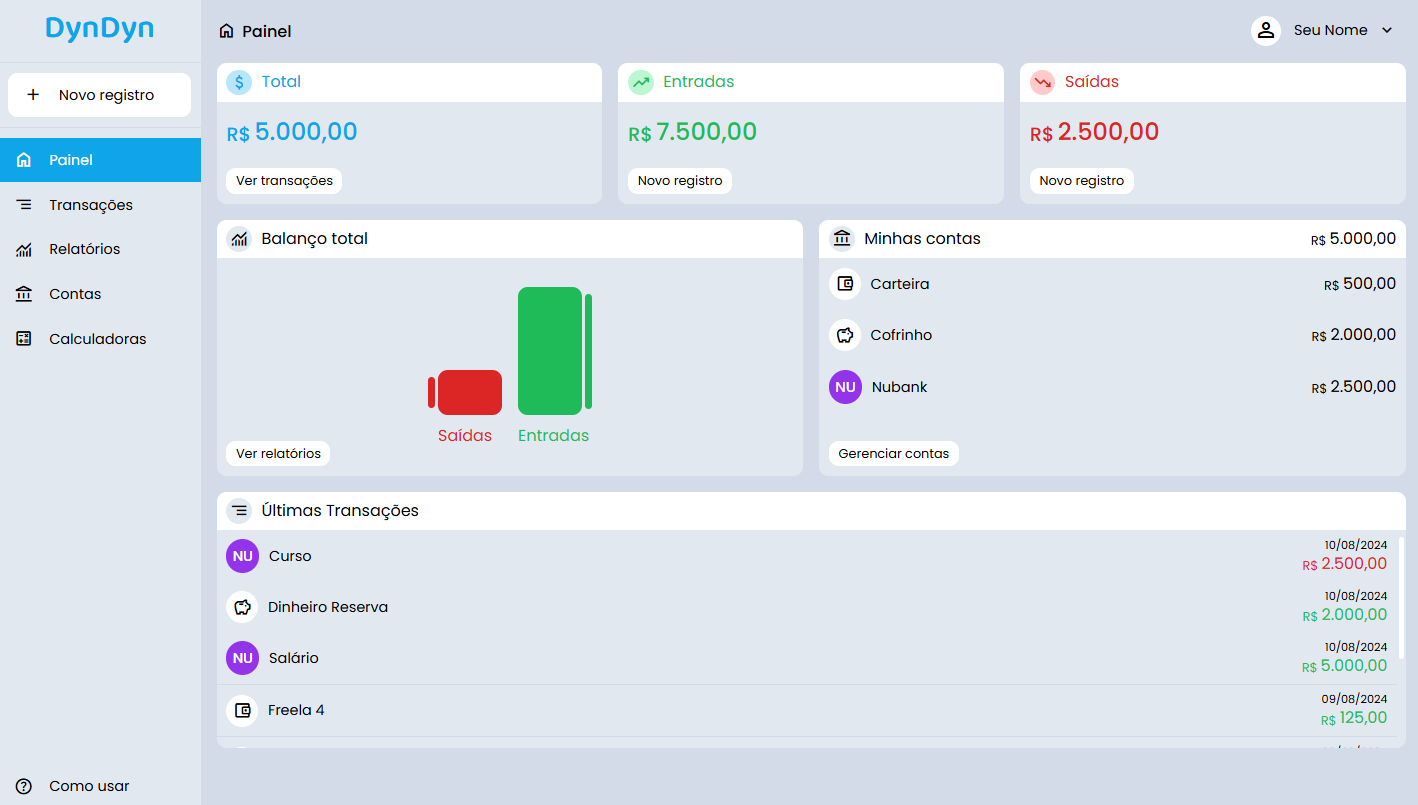 DynDyn
Painel
Seu Nome
+ Novo registro
Painel
Transações
Relatórios
Contas
Calculadoras
Como usar
$ Total
R$ 5.000,00
Ver transações
Entradas
R$ 7.500,00
Novo registro
Saídas
R$ 2.500,00
Novo registro
Balanço total
Saídas Entradas
Ver relatórios
Minhas contas R$ 5.000,00
Carteira R$ 500,00
Cofrinho R$ 2.000,00
NU Nubank R$ 2.500,00
Gerenciar contas
Últimas Transações
10/08/2024
NU Curso R$ 2.500,00
10/08/2024
Dinheiro Reserva R$ 2.000,00
10/08/2024
NU Salário R$ 5.000,00
09/08/2024
Freela 4 R$ 125,00